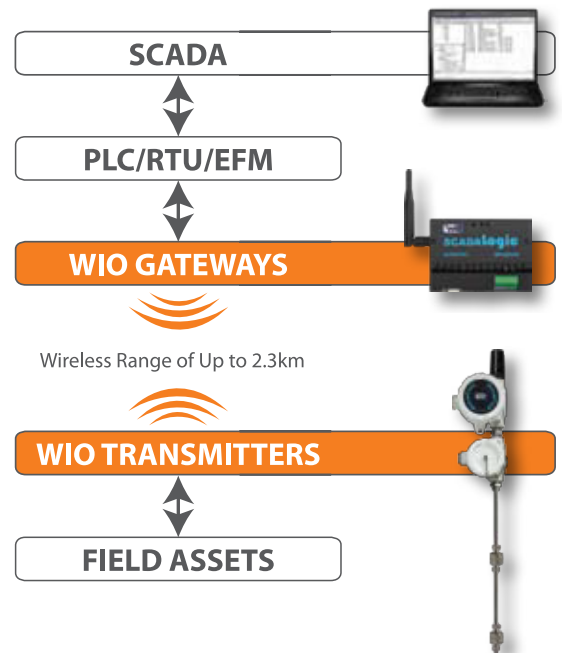 SCADA
PLC/RTU/EFM
WIO GATEWAYS
SCADAlogic
Wireless Range of Up to 2.3km
WIO TRANSMITTERS
FIELD ASSETS